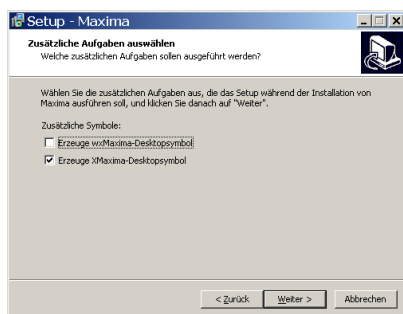 Setup - Maxima
Zusätzliche Aufgaben auswählen
Welche zusätzlichen Aufgaben sollen ausgeführt werden?
Wählen Sie die zusätzlichen Aufgaben aus, die das Setup während der Installation von
Maxima ausführen soll, und klicken Sie danach auf "Weiter".
Zusätzliche Symbole:
Erzeuge wxMaxima-Desktopsymbol
Erzeuge XMaxima-Desktopsymbol
< Zurück Weiter > Abbrechen